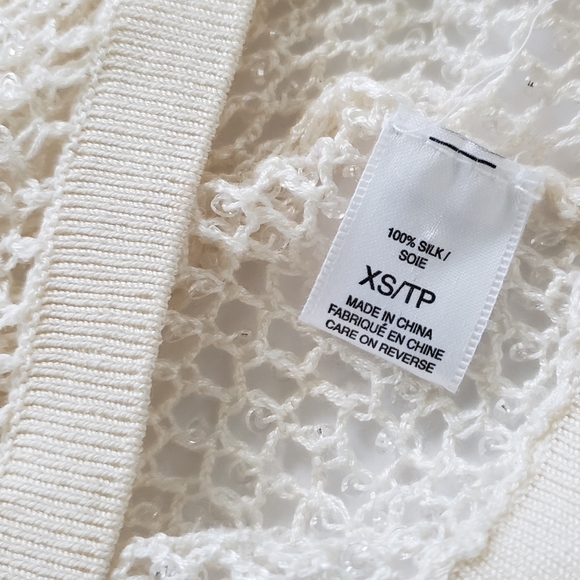 100% SILK/
SOIE
XS/TP
MADE IN CHINA
FABRIQUÉ EN CHINE
CARE ON REVERSE